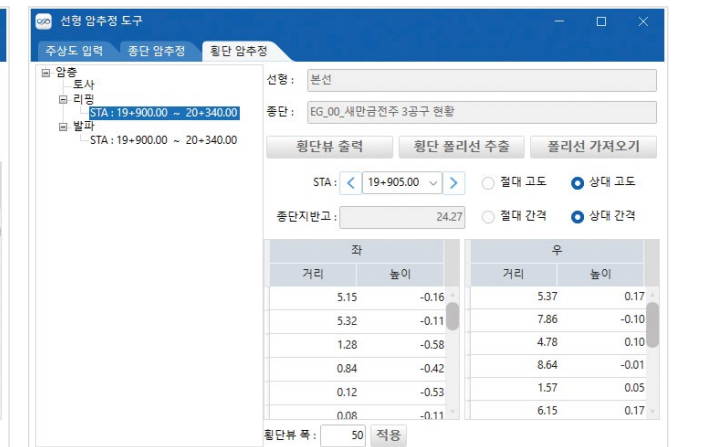 선형 암추정 도구
주상도 입력 종단 암추정 횡단 암추정
암층
토사
리핑
STA : 19+900.00 ~ 20+340.00
발파
STA : 19+900.00 ~ 20+340.00
선형 : 본선
종단 : EG_00_새만금전주 3공구 현황
횡단뷰 출력 횡단 폴리선 추출 폴리선 가져오기
STA : 19+905.00 절대 고도 상대 고도
종단지반고 : 24.27 절대 간격 상대 간격
좌 우
거리 높이 거리 높이
5.15 -0.16 5.37 0.17
5.32 -0.11 7.86 -0.10
1.28 -0.58 4.78 0.10
0.84 -0.42 8.64 -0.01
0.12 -0.53 1.57 0.05
0.08 -0.11 6.15 0.17
횡단뷰 폭 : 50 적용